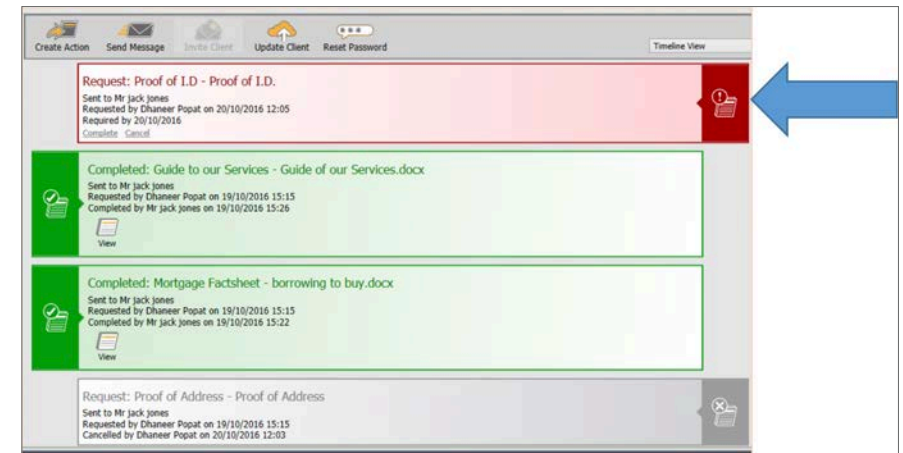 Create Action Send Message Invite Client Update Client Reset Password Timeline View
Request: Proof of I.D - Proof of I.D.
Sent to Mr jack jones
Requested by Dhaneer Popat on 20/10/2016 12:05
Required by 20/10/2016
Complete Cancel
Completed: Guide to our Services - Guide of our Services.docx
Sent to Mr jack jones
Requested by Dhaneer Popat on 19/10/2016 15:15
Completed by Mr jack jones on 19/10/2016 15:26
View
Completed: Mortgage Factsheet - borrowing to buy.docx
Sent to Mr jack jones
Requested by Dhaneer Popat on 19/10/2016 15:15
Completed by Mr jack jones on 19/10/2016 15:22
View
Request: Proof of Address - Proof of Address
Sent to Mr jack jones
Requested by Dhaneer Popat on 19/10/2016 15:15
Cancelled by Dhaneer Popat on 20/10/2016 12:03